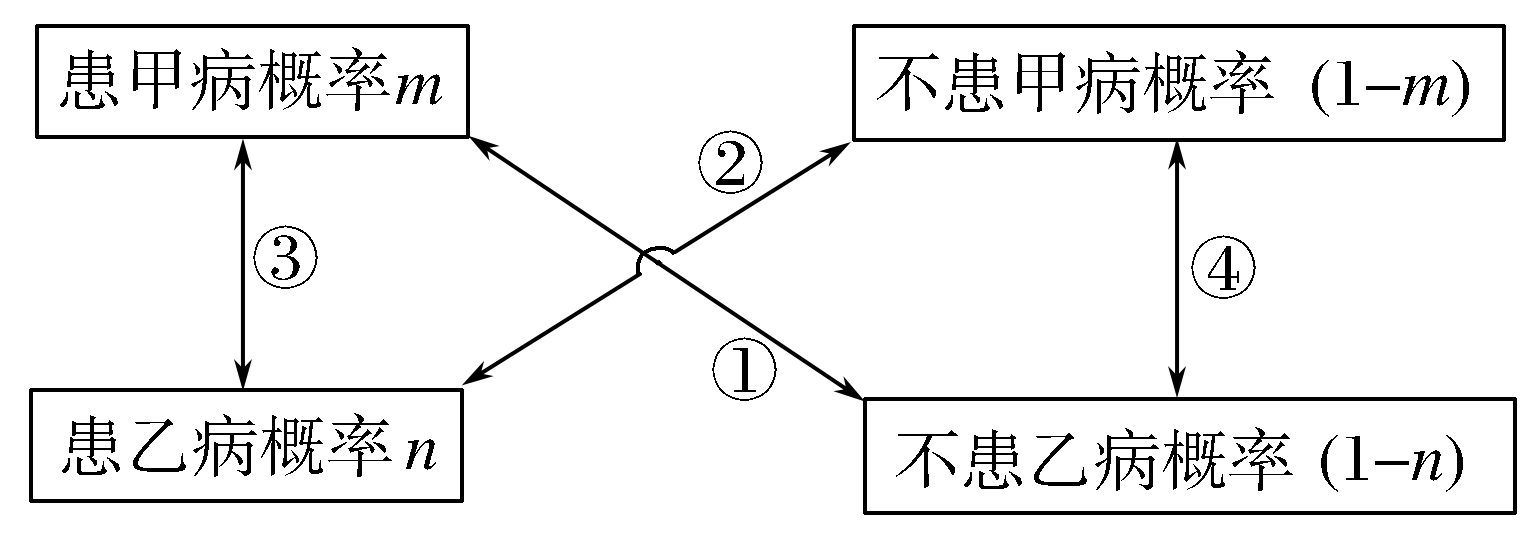 患甲病概率m
不患甲病概率 (1-m)
②
③
④
①
患乙病概率n
不患乙病概率 (1-n)